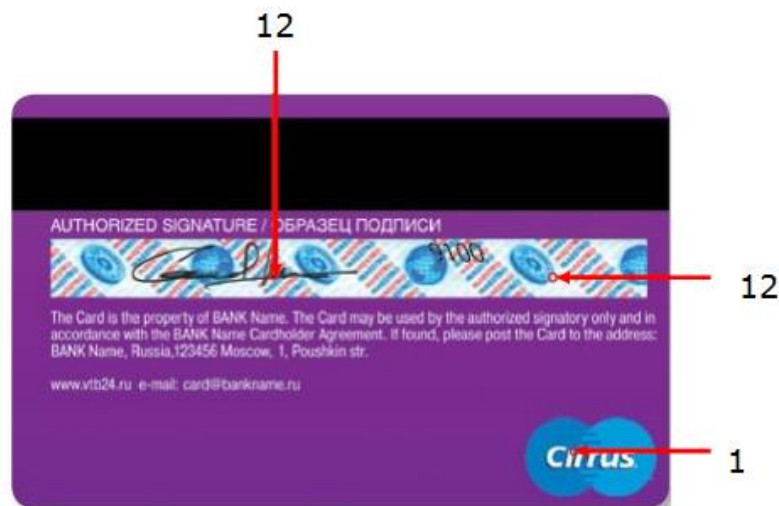 12
AUTHORIZED SIGNATURE / ОБРАЗЕЦ ПОДПИСИ
12
The Card is the property of BANK Name. The Card may be used by the authorized signatory only and in
accordance with the BANK Name Cardholder Agreement. If found, please post the Card to the address:
BANK Name, Russia,123456 Moscow, 1, Poushkin str.
www.vtb24.ru e-mail: card@bankname.ru
Cirrus
1